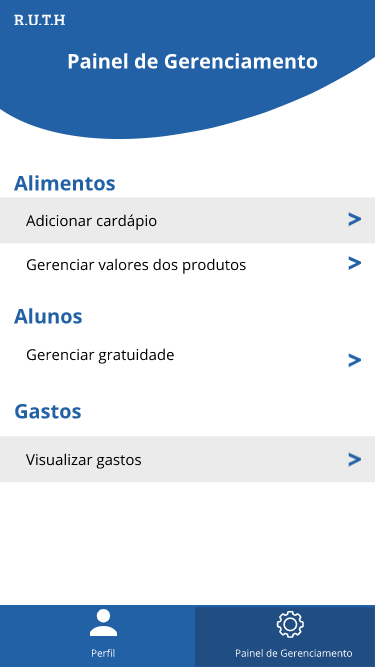 R.U.T.H
Painel de Gerenciamento
Alimentos
Adicionar cardápio >
Gerenciar valores dos produtos >
Alunos
Gerenciar gratuidade >
Gastos
Visualizar gastos >
Perfil
Painel de Gerenciamento